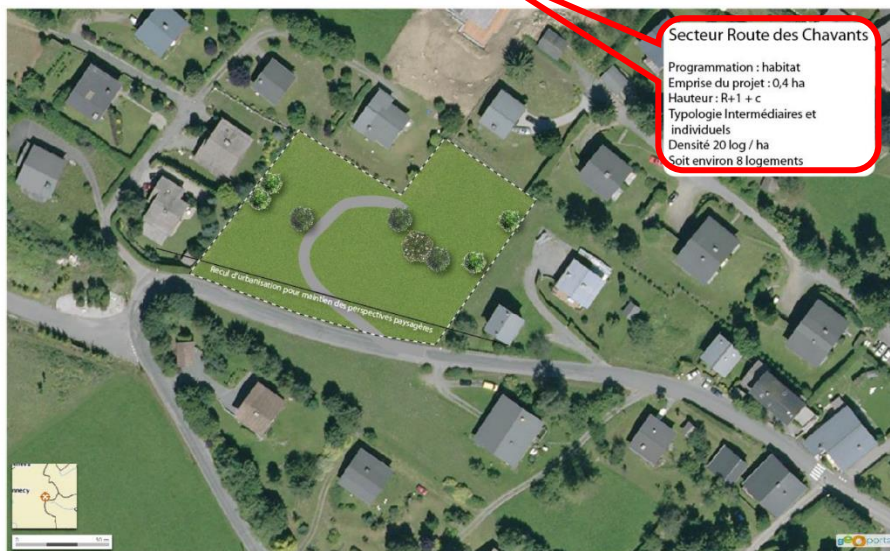 Secteur Route des Chavants
Programmation : habitat
Emprise du projet : 0,4 ha
Hauteur : R+1 + c
Typologie Intermédiaires et
individuels
Densité 20 log / ha
Soit environ 8 logements
Recul d'urbanisation pour maintien des perspectives paysagères